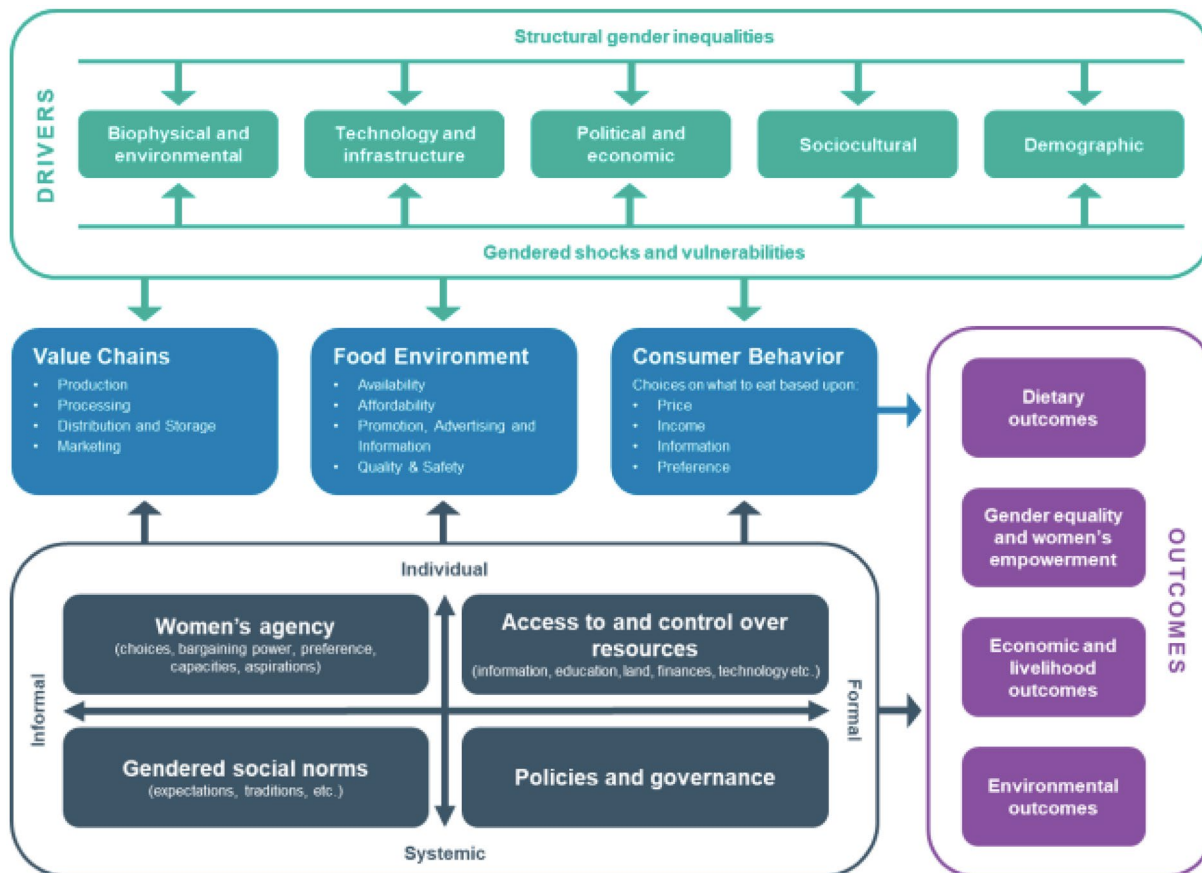 Structural gender inequalities
DRIVERS
Biophysical and
environmental
Technology and
infrastructure
Political and
economic
Sociocultural
Demographic
Gendered shocks and vulnerabilities
Value Chains
• Production
• Processing
• Distribution and Storage
• Marketing
Food Environment
• Availability
• Affordability
• Promotion, Advertising and
Information
• Quality & Safety
Consumer Behavior
Choices on what to eat based upon:
• Price
• Income
• Information
• Preference
Individual
Informal
Women's agency
(choices, bargaining power, preference,
capacities, aspirations)
Access to and control over
resources
(information, education, land, finances, technology etc.)
Formal
Gendered social norms
(expectations, traditions, etc.)
Policies and governance
Systemic
OUTCOMES
Dietary
outcomes
Gender equality
and women's
empowerment
Economic and
livelihood
outcomes
Environmental
outcomes